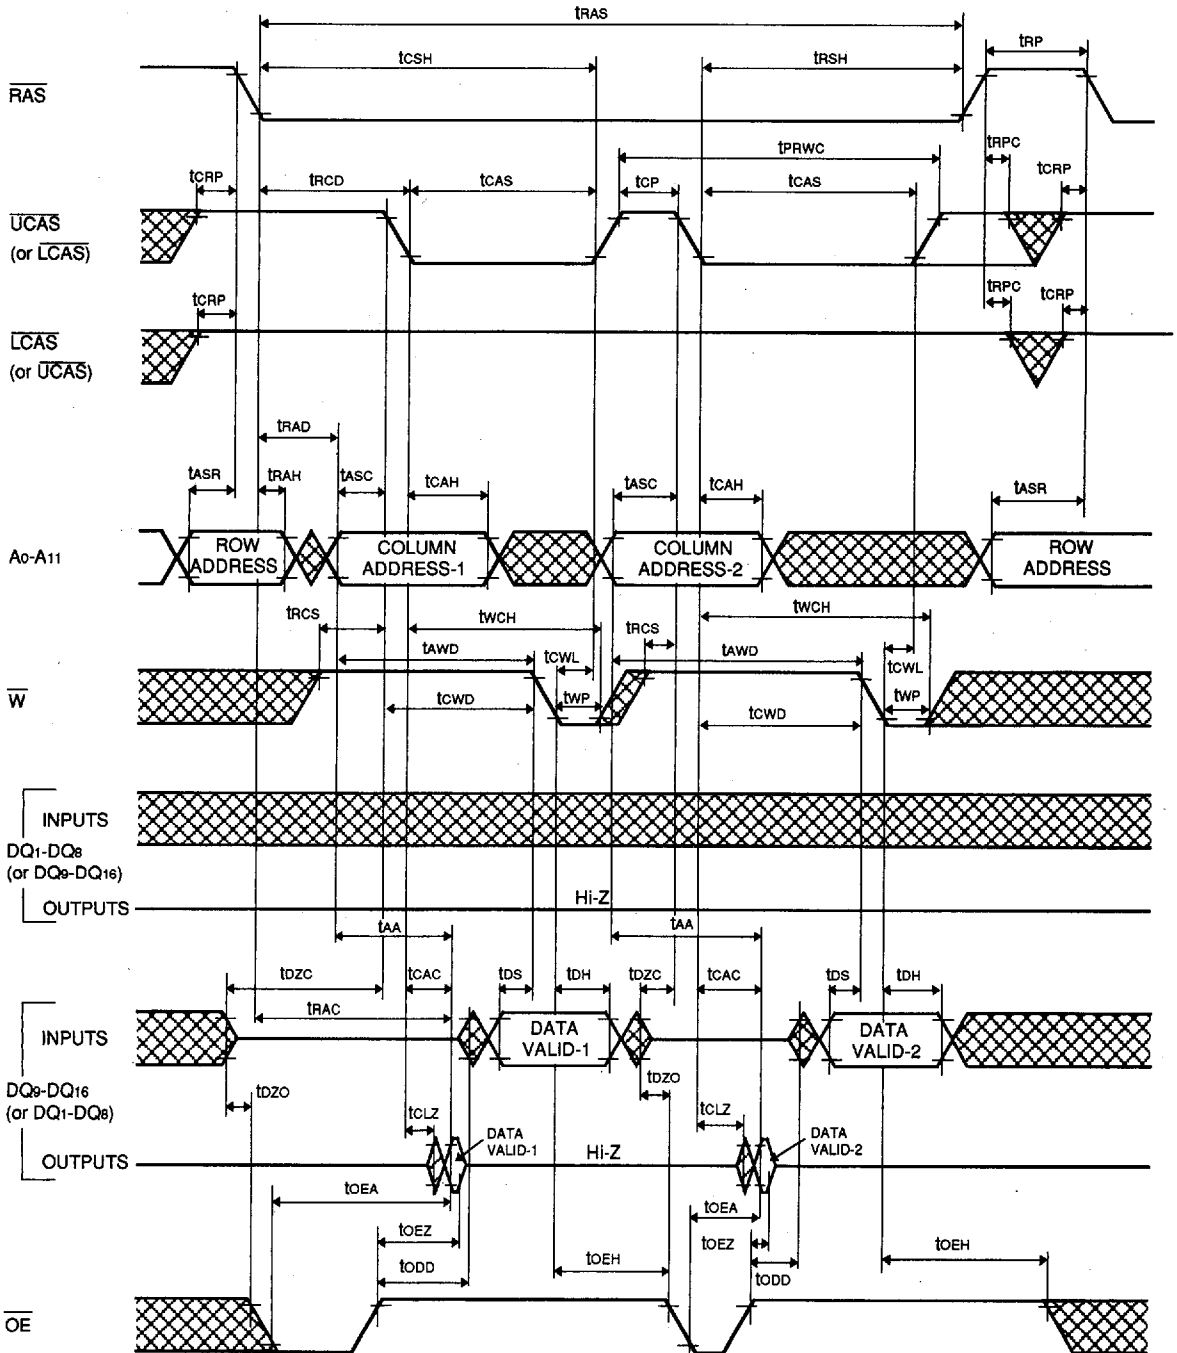 tRAS
tRP
tCSH
tRSH
RAS
tPRWC
tRPC
tCRP
tRCD
tCAS
tCP
tCAS
tCRP
UCAS
(or LCAS)
tCRP
tRPC
tCRP
LCAS
(or UCAS)
tRAD
tASR
tRAH
tASC
tCAH
tASC
tCAH
tASR
A0-A11
ROW
ADDRESS
COLUMN
ADDRESS-1
COLUMN
ADDRESS-2
ROW
ADDRESS
tRCS
tWCH
tRCS
tWCH
tAWD
tCWL
tAWD
tCWL
W
tCWD
tWP
tCWD
tWP
INPUTS
DQ1-DQ8
(or DQ9-DQ16)
OUTPUTS
Hi-Z
tAA
tAA
tDZC
tCAC
tDS
tDH
tDZC
tCAC
tDS
tDH
tRAC
INPUTS
DATA
VALID-1
DATA
VALID-2
DQ9-DQ16
(or DQ1-DQ8)
tDZO
tDZO
tCLZ
tCLZ
DATA
VALID-1
DATA
VALID-2
OUTPUTS
Hi-Z
tOEA
tOEA
tOEZ
tOEZ
tODD
tOEH
tODD
tOEH
OE